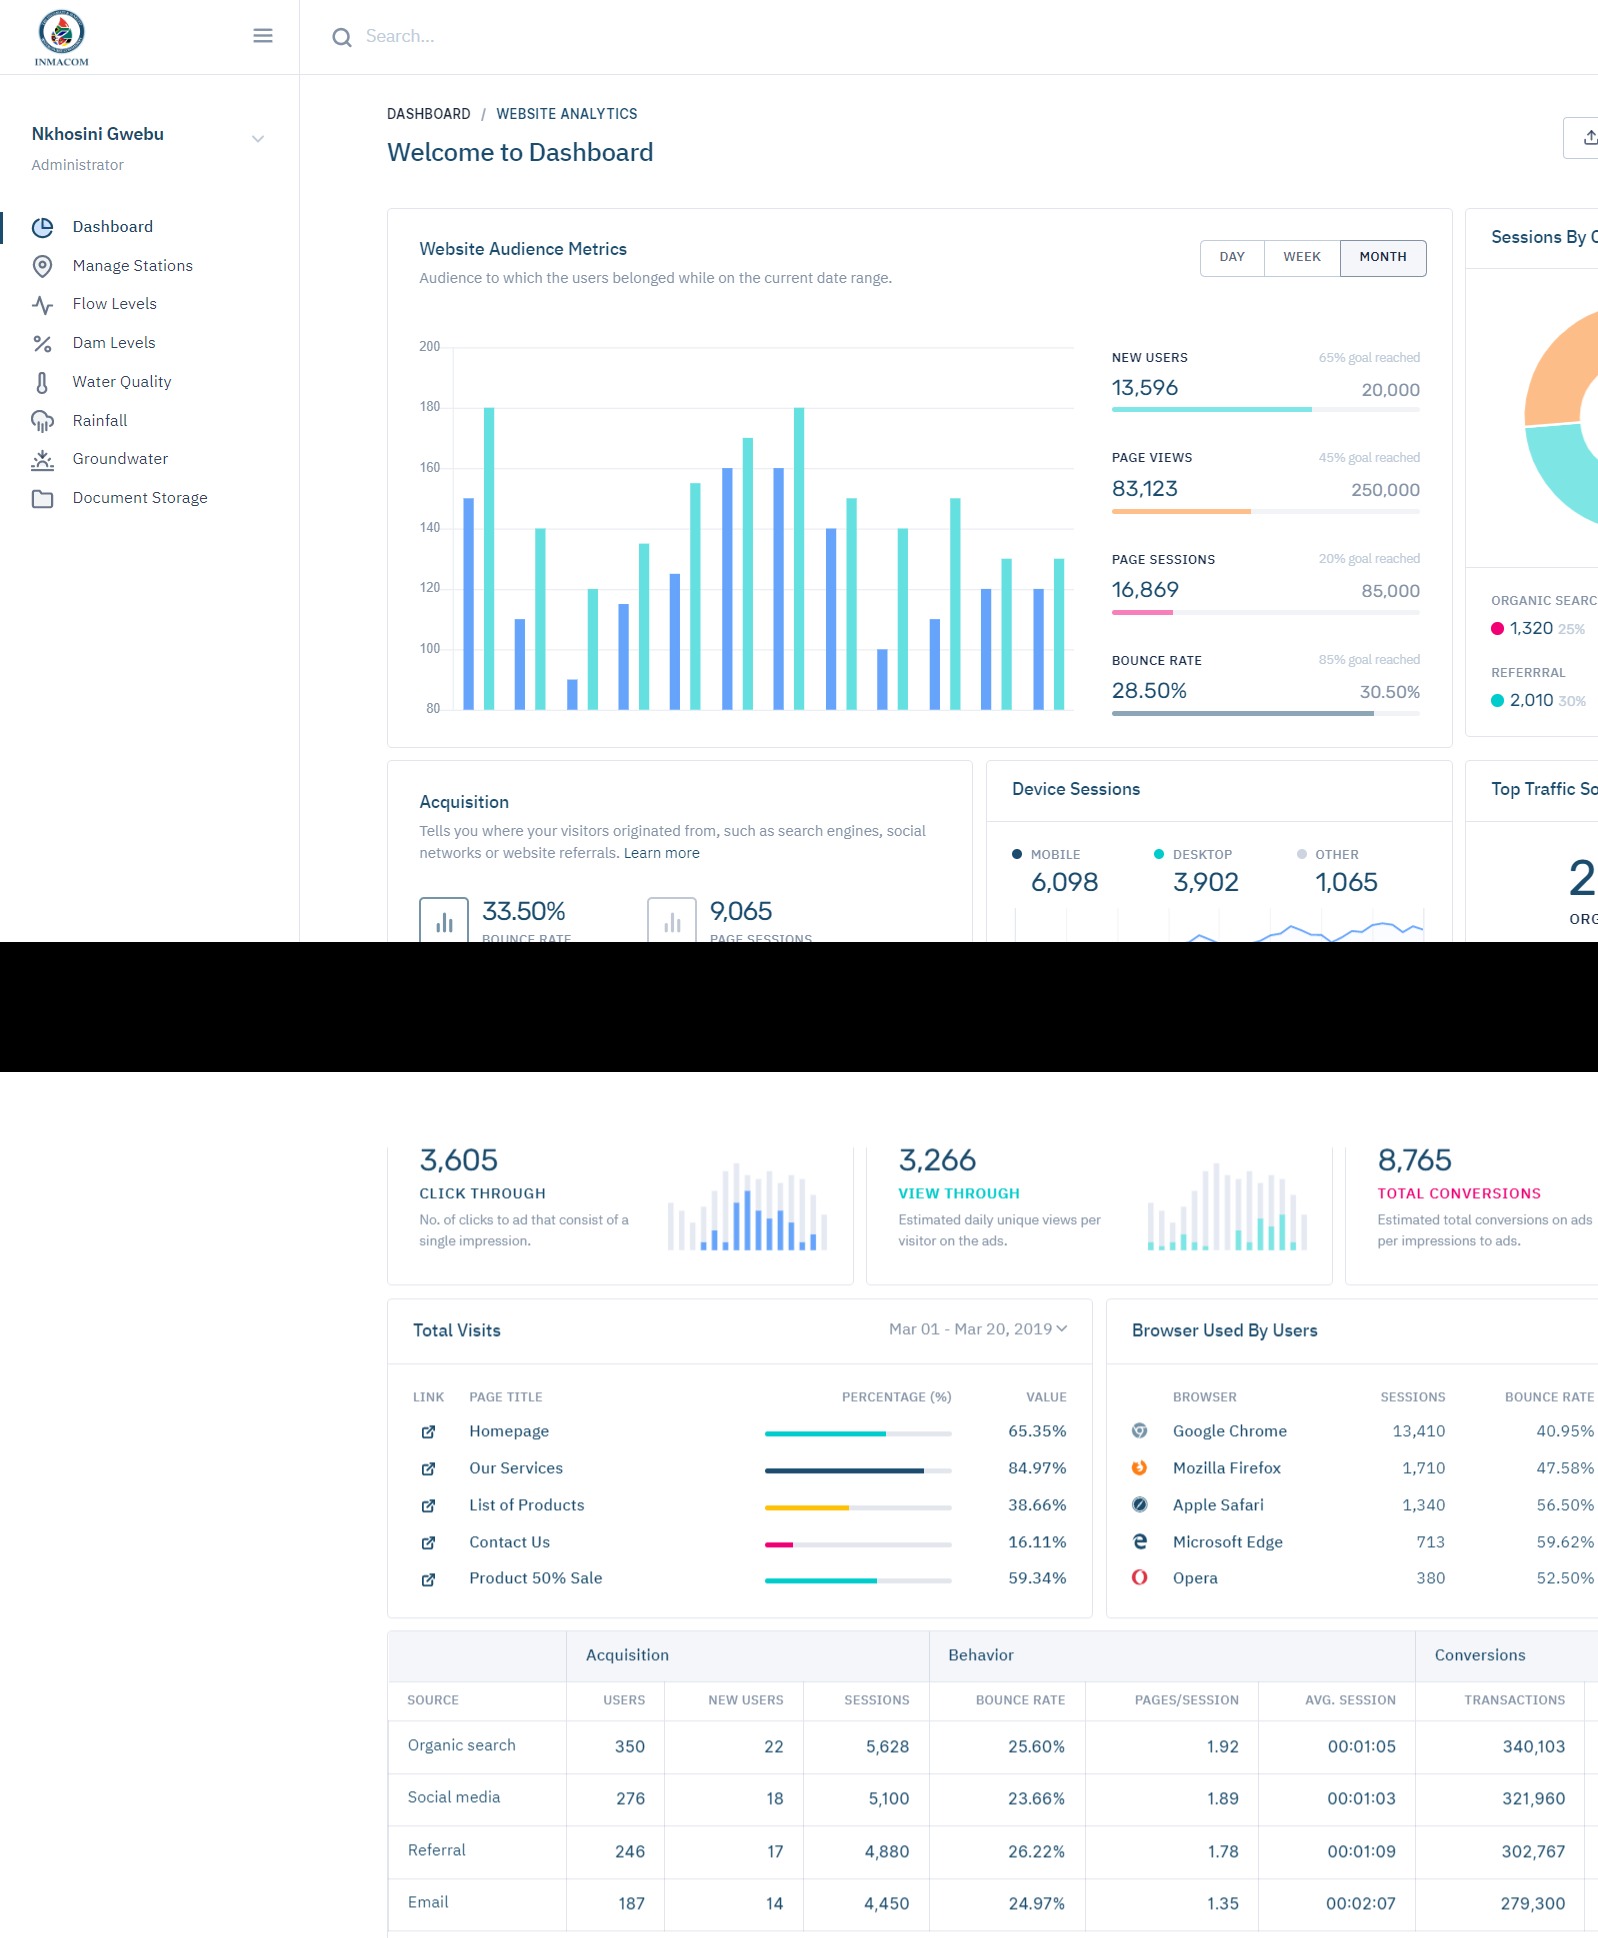 INMACOM
Search...
Nkhosini Gwebu
Administrator
Dashboard
Manage Stations
Flow Levels
Dam Levels
Water Quality
Rainfall
Groundwater
Document Storage
DASHBOARD / WEBSITE ANALYTICS
Welcome to Dashboard
Website Audience Metrics
Audience to which the users belonged while on the current date range.
DAY WEEK MONTH
200
180
160
140
120
100
80
NEW USERS 65% goal reached
13,596 20,000
PAGE VIEWS 45% goal reached
83,123 250,000
PAGE SESSIONS 20% goal reached
16,869 85,000
BOUNCE RATE 85% goal reached
28.50% 30.50%
Sessions By
ORGANIC SEARC
1,320 25%
REFERRRAL
2,010 30%
Acquisition
Tells you where your visitors originated from, such as search engines, social
networks or website referrals. Learn more
33.50%
BOUNCE RATE
9,065
PAGE SESSIONS
Device Sessions
MOBILE DESKTOP OTHER
6,098 3,902 1,065
Top Traffic So
2
ORG
3,605
CLICK THROUGH
No. of clicks to ad that consist of a
single impression.
3,266
VIEW THROUGH
Estimated daily unique views per
visitor on the ads.
8,765
TOTAL CONVERSIONS
Estimated total conversions on ads
per impressions to ads.
Total Visits Mar 01 - Mar 20, 2019
LINK PAGE TITLE PERCENTAGE (%) VALUE
Homepage 65.35%
Our Services 84.97%
List of Products 38.66%
Contact Us 16.11%
Product 50% Sale 59.34%
Browser Used By Users
BROWSER SESSIONS BOUNCE RATE
Google Chrome 13,410 40.95%
Mozilla Firefox 1,710 47.58%
Apple Safari 1,340 56.50%
Microsoft Edge 713 59.62%
Opera 380 52.50%
Acquisition Behavior Conversions
SOURCE USERS NEW USERS SESSIONS BOUNCE RATE PAGES/SESSION AVG. SESSION TRANSACTIONS
Organic search 350 22 5,628 25.60% 1.92 00:01:05 340,103
Social media 276 18 5,100 23.66% 1.89 00:01:03 321,960
Referral 246 17 4,880 26.22% 1.78 00:01:09 302,767
Email 187 14 4,450 24.97% 1.35 00:02:07 279,300